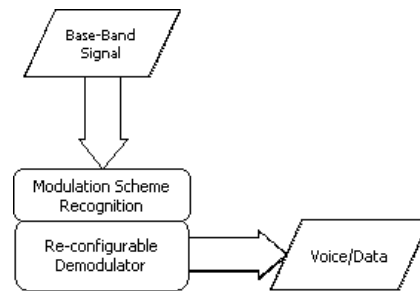 Base-Band
Signal
Modulation Scheme
Recognition
Re-configurable
Demodulator
Voice/Data